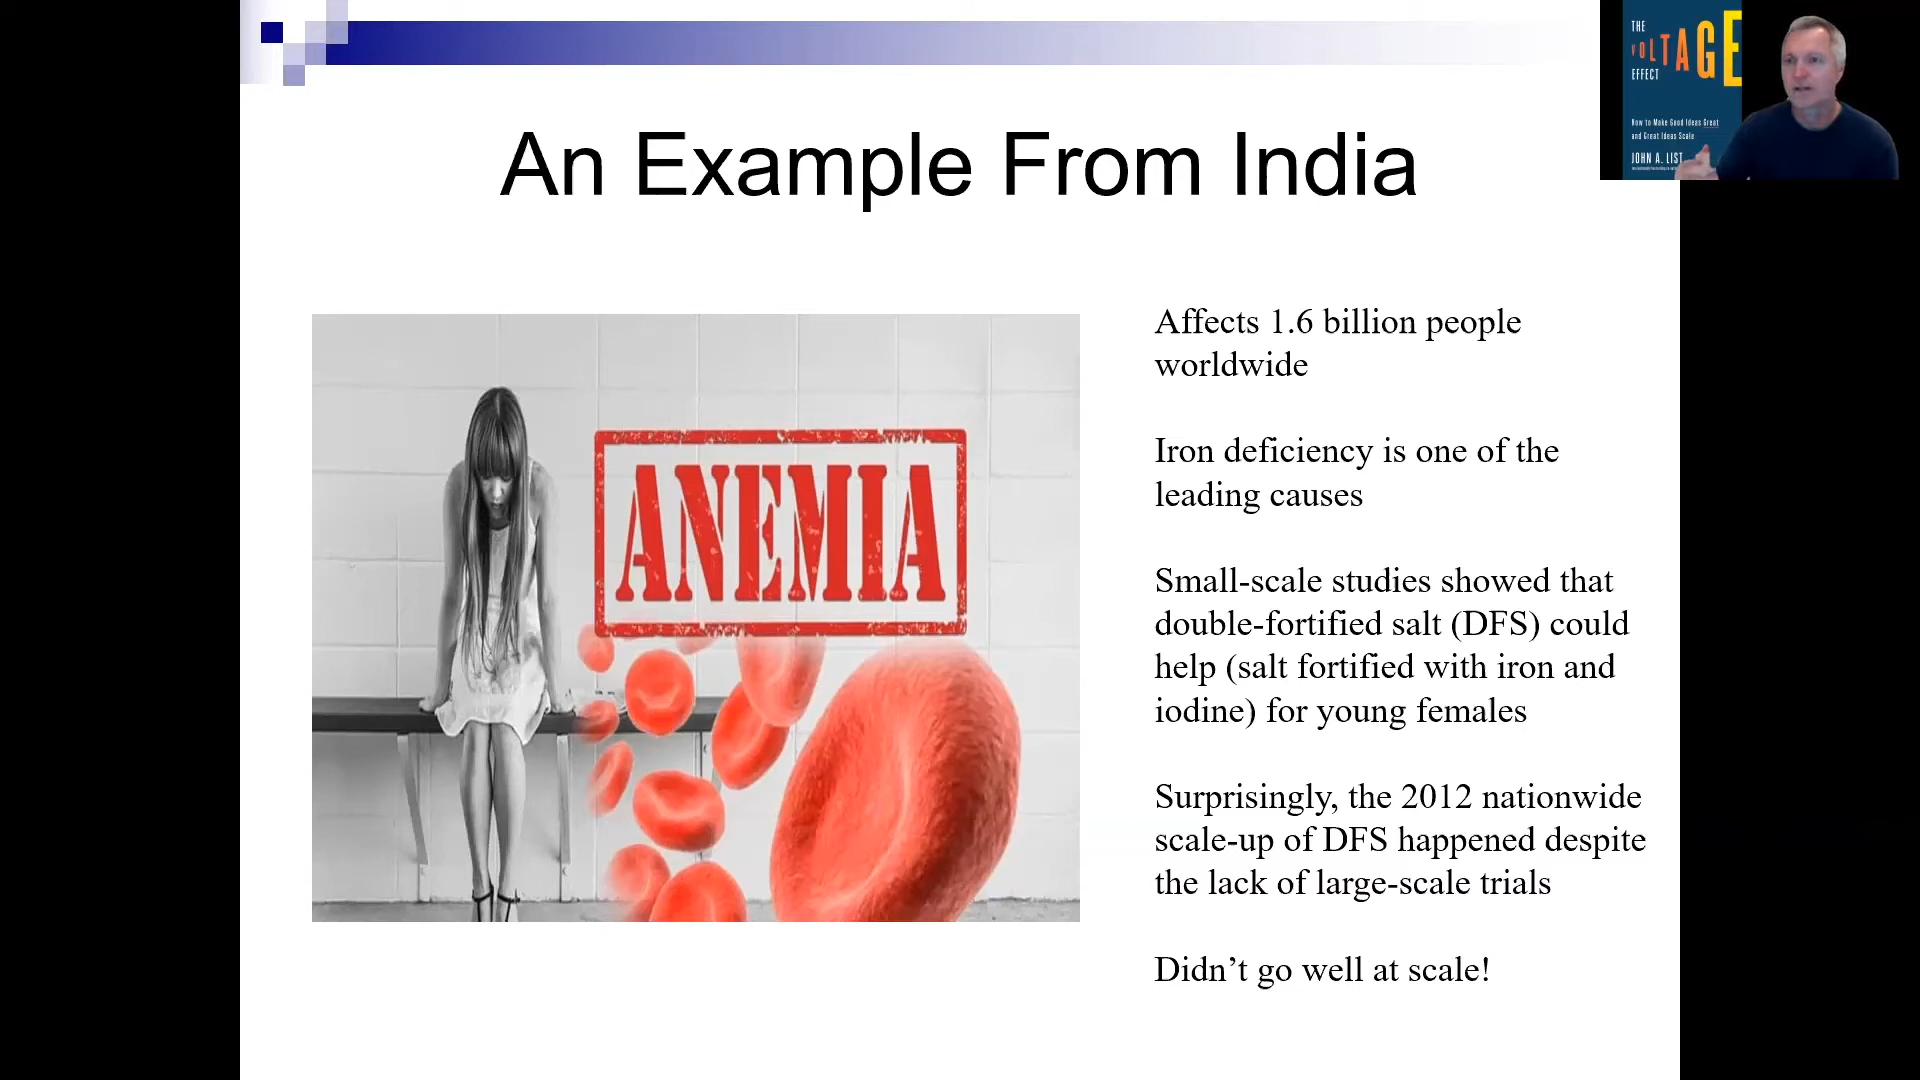 An Example From India
THE
VOLTAGE
EFFECT
How to Make Good Ideas Great
and Great Ideas Scale
JOHN A. LIST
Affects 1.6 billion people
worldwide
Iron deficiency is one of the
leading causes
Small-scale studies showed that
double-fortified salt (DFS) could
help (salt fortified with iron and
iodine) for young females
Surprisingly, the 2012 nationwide
scale-up of DFS happened despite
the lack of large-scale trials
Didn’t go well at scale!
ANEMIA